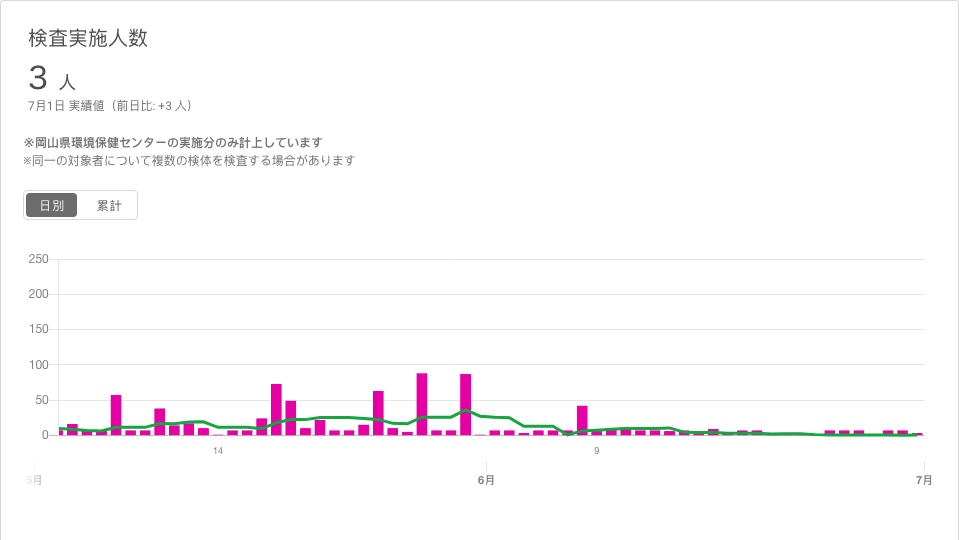 検査実施人数
3 人
7月1日 実績値（前日比: +3 人）
※岡山県環境保健センターの実施分のみ計上しています
※同一の対象者について複数の検体を検査する場合があります
日別 累計
250
200
150
100
50
0
14 9
5月 6月 7月